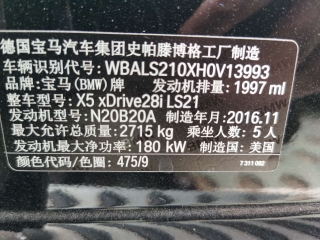 德国宝马汽车集团史帕滕博格工厂制造
车辆识别代号: WBALS210XH0V13993
宝马(BMW)牌 发动机排量: 1997 ml
整车型号: X5 xDrive28i LS21
发动机型号: N20B20A 制造年月: 2016.11
最大允许总质量: 2715 kg 乘坐人数: 5 人
发动机最大净功率: 180 kW 制造国: 美国
颜色代码/色圈: 475/9 7 311 082